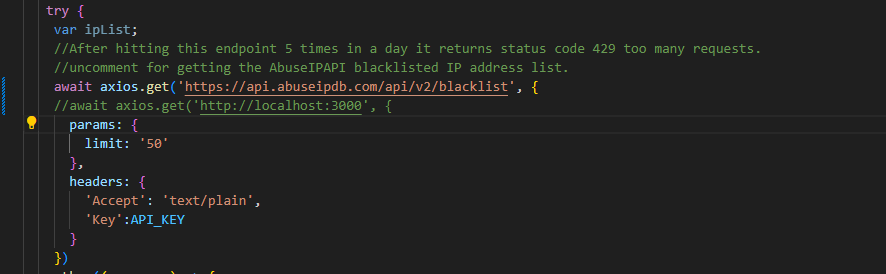 try {
var ipList;
//After hitting this endpoint 5 times in a day it returns status code 429 too many requests.
//uncomment for getting the AbuseIPAPI blacklisted IP address list.
await axios.get('https://api.abuseipdb.com/api/v2/blacklist', {
//await axios.get('http://localhost:3000', {
params: {
limit: '50'
},
headers: {
'Accept': 'text/plain',
'Key':API_KEY
}
})